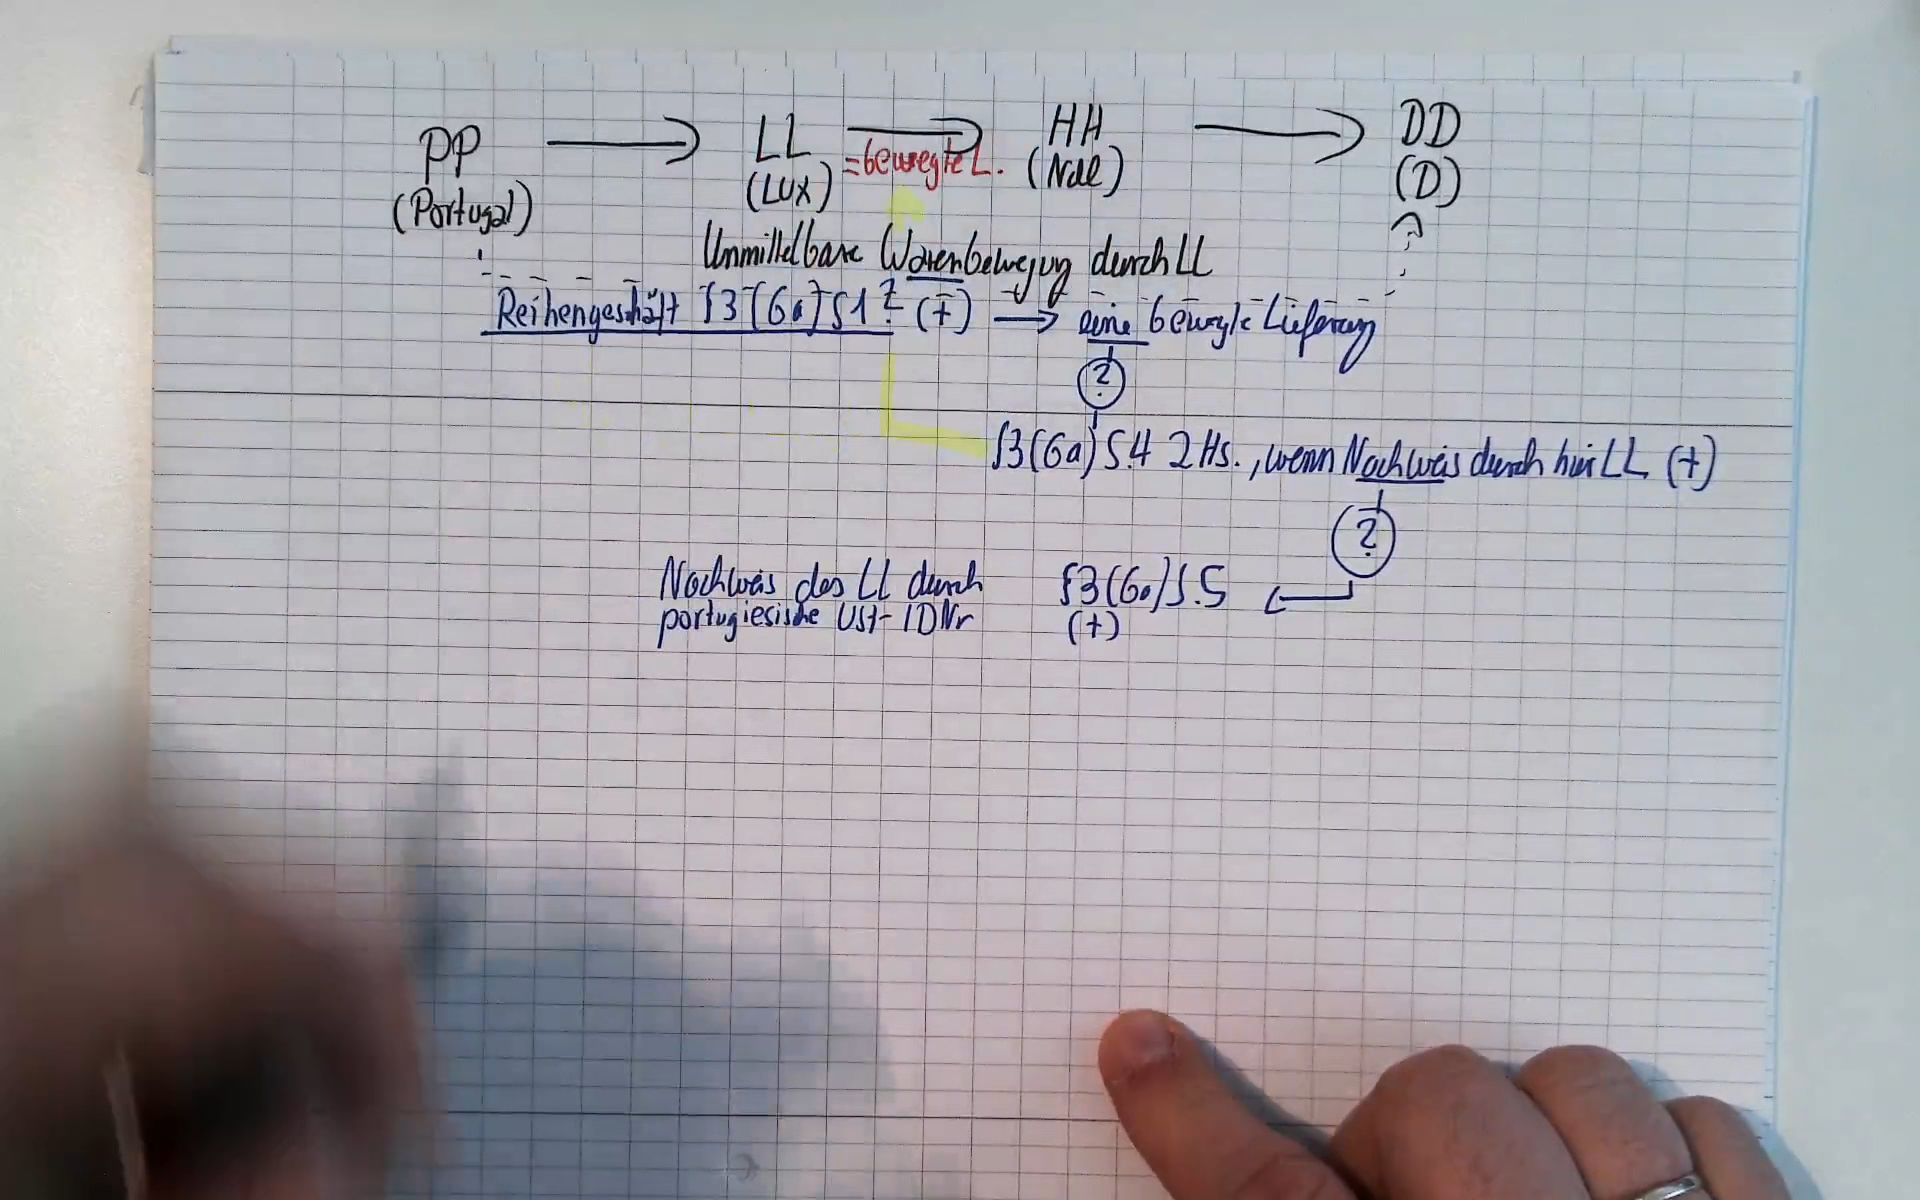 PP → LL → HH → DD
(Portugal) (LUX) =bewegte L. (Ndl) (D)
Unmittelbare Warenbewegung durch LL
Reihengeschäft §3(6a) S1? (+) → eine bewegte Lieferung
?
§3(6a) S.4 2 Hs., wenn Nachweis durch hier LL (+)
?
Nachweis des LL durch §3(6a) S.5
portugiesische USt-IDNr (+)